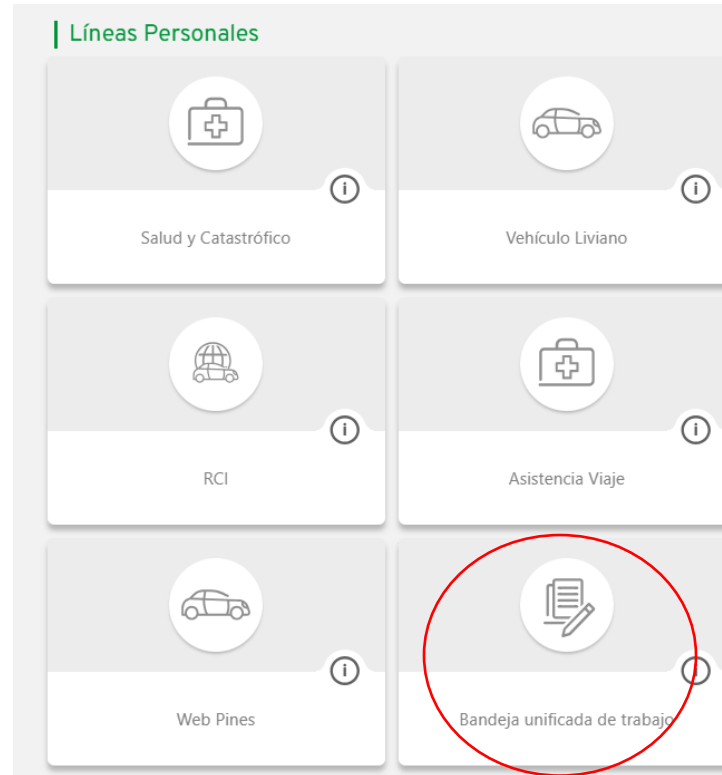 Líneas Personales
Salud y Catastrófico
Vehículo Liviano
RCI
Asistencia Viaje
Web Pines
Bandeja unificada de trabajo